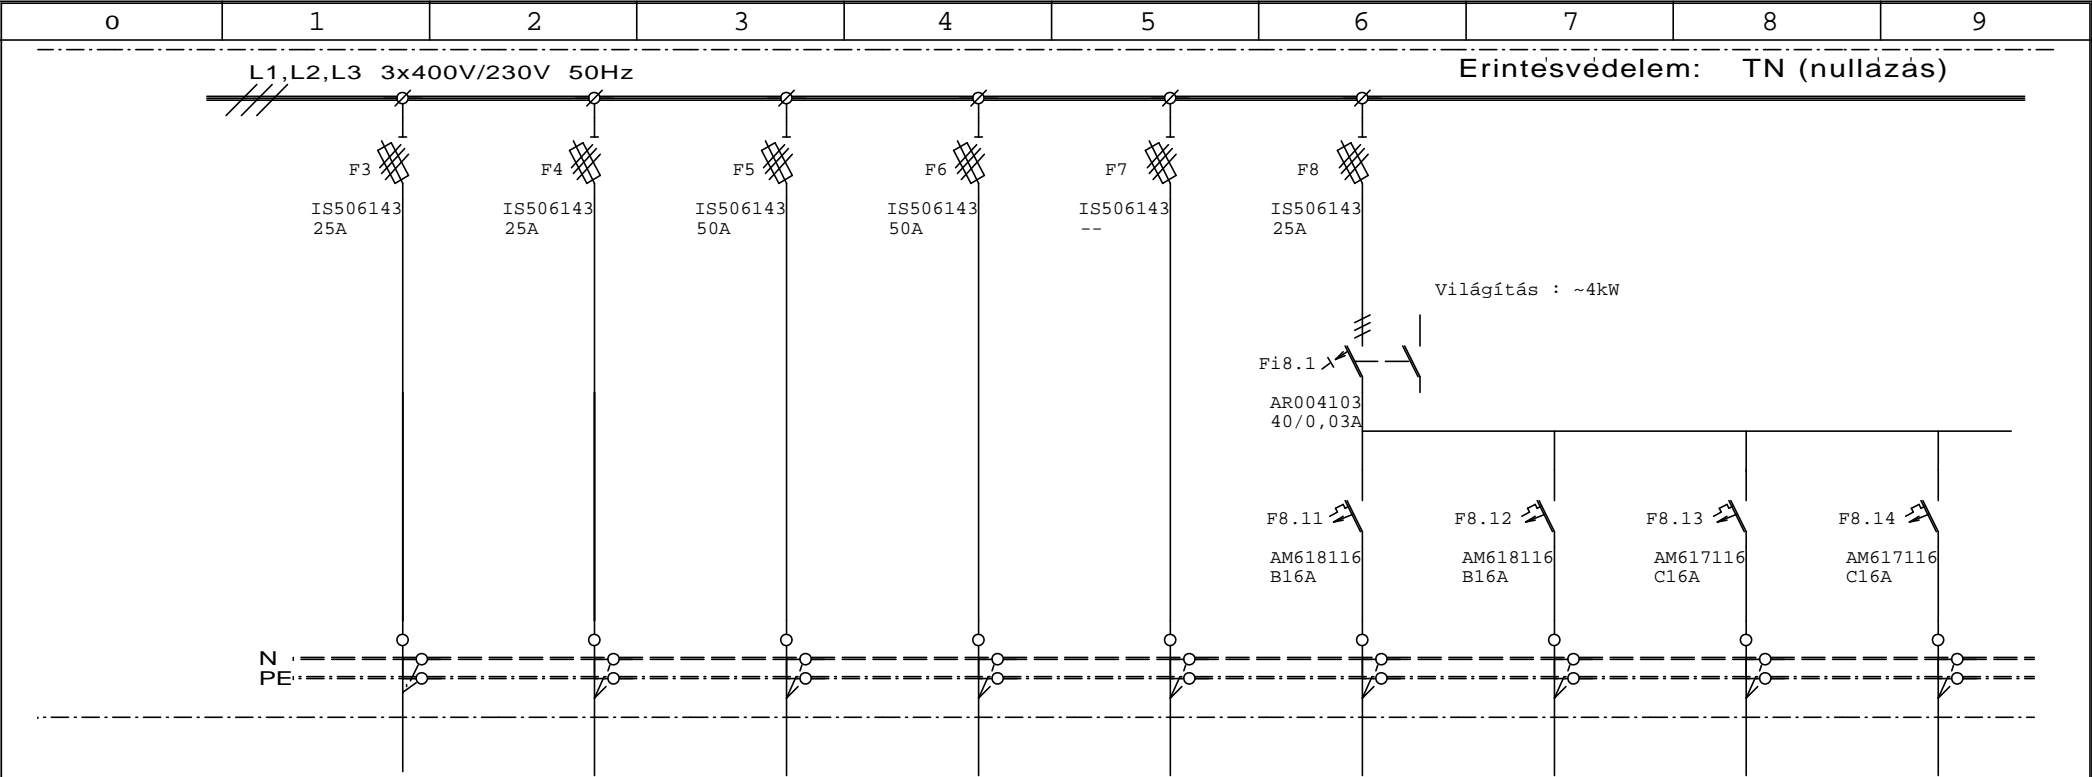 0 1 2 3 4 5 6 7 8 9
L1,L2,L3 3x400V/230V 50Hz
Érintésvédelem: TN (nullázás)
F3 F4 F5 F6 F7 F8
IS506143 IS506143 IS506143 IS506143 IS506143 IS506143
25A 25A 50A 50A -- 25A
Világítás : ~4kW
Fi8.1
AR004103
40/0,03A
F8.11 F8.12 F8.13 F8.14
AM618116 AM618116 AM617116 AM617116
B16A B16A C16A C16A
N
PE